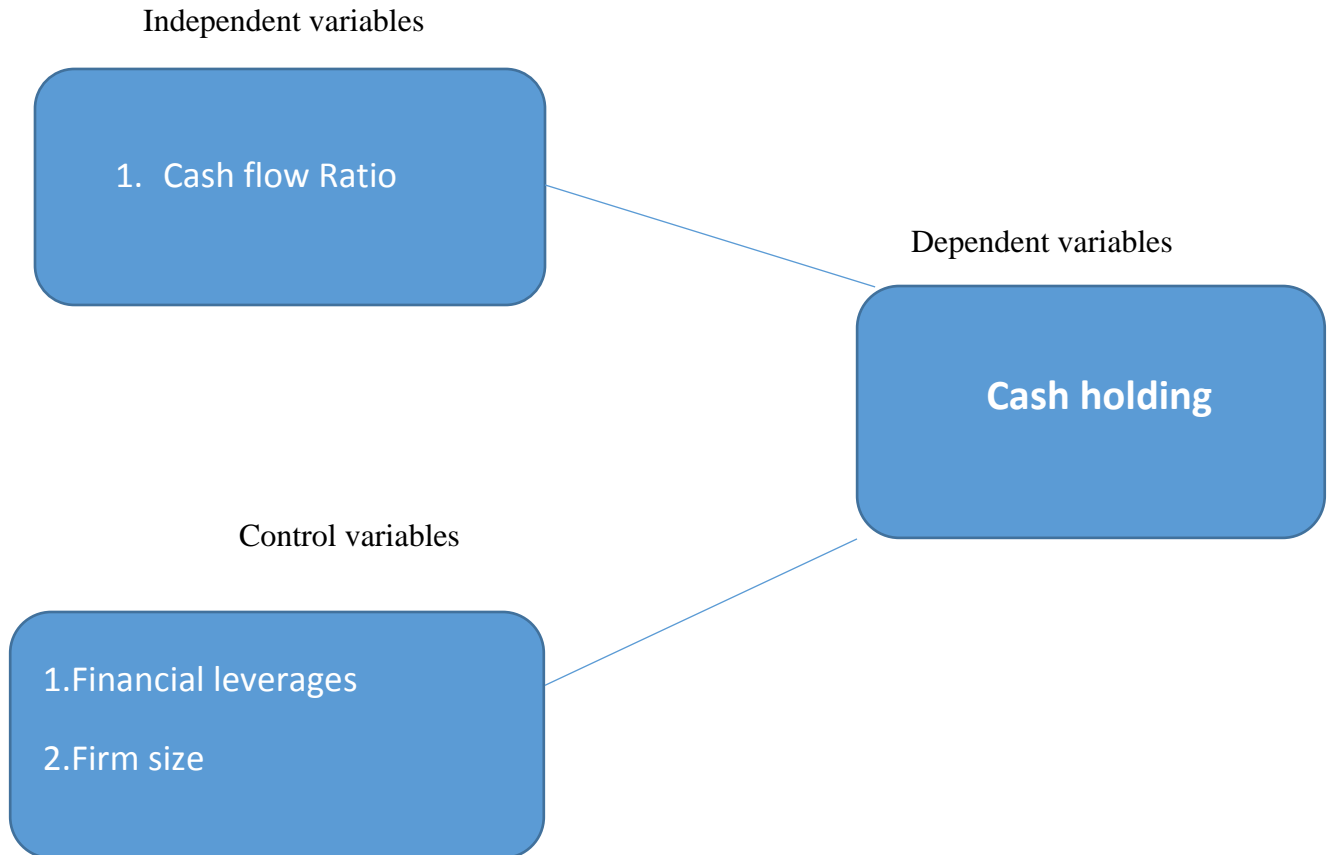 Independent variables
1. Cash flow Ratio
Dependent variables
Cash holding
Control variables
1.Financial leverages
2.Firm size